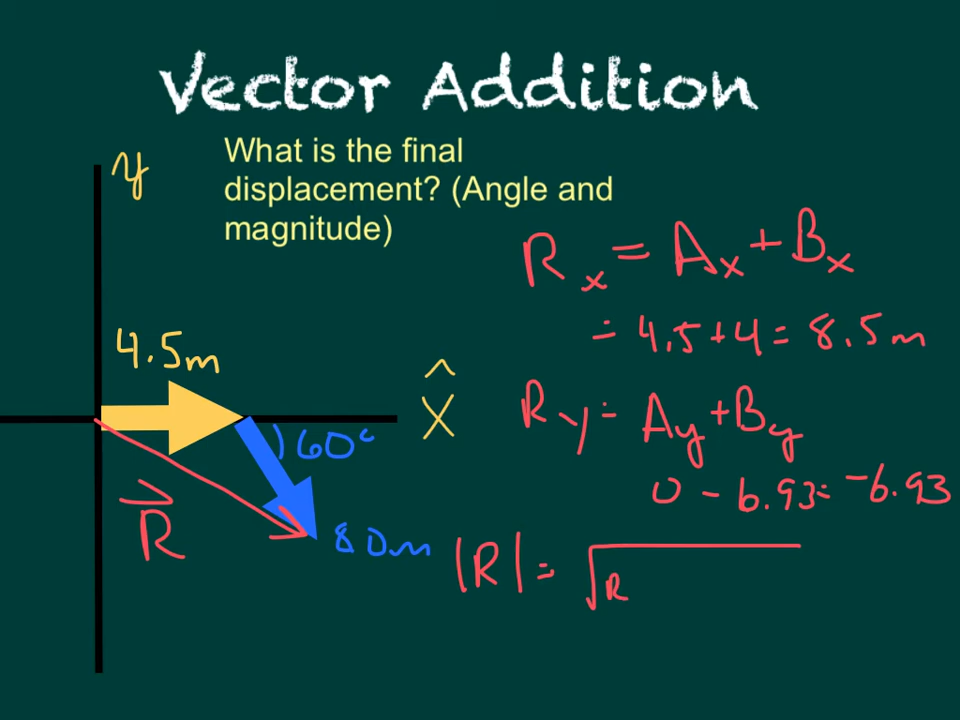 Vector Addition
What is the final
displacement? (Angle and
magnitude)
y
R x = Ax + Bx
= 4.5 + 4 = 8.5 m
4.5m
x̂
Ry = Ay + By
0 - 6.93 = -6.93
60°
R⃗
8.0m
|R| = √R